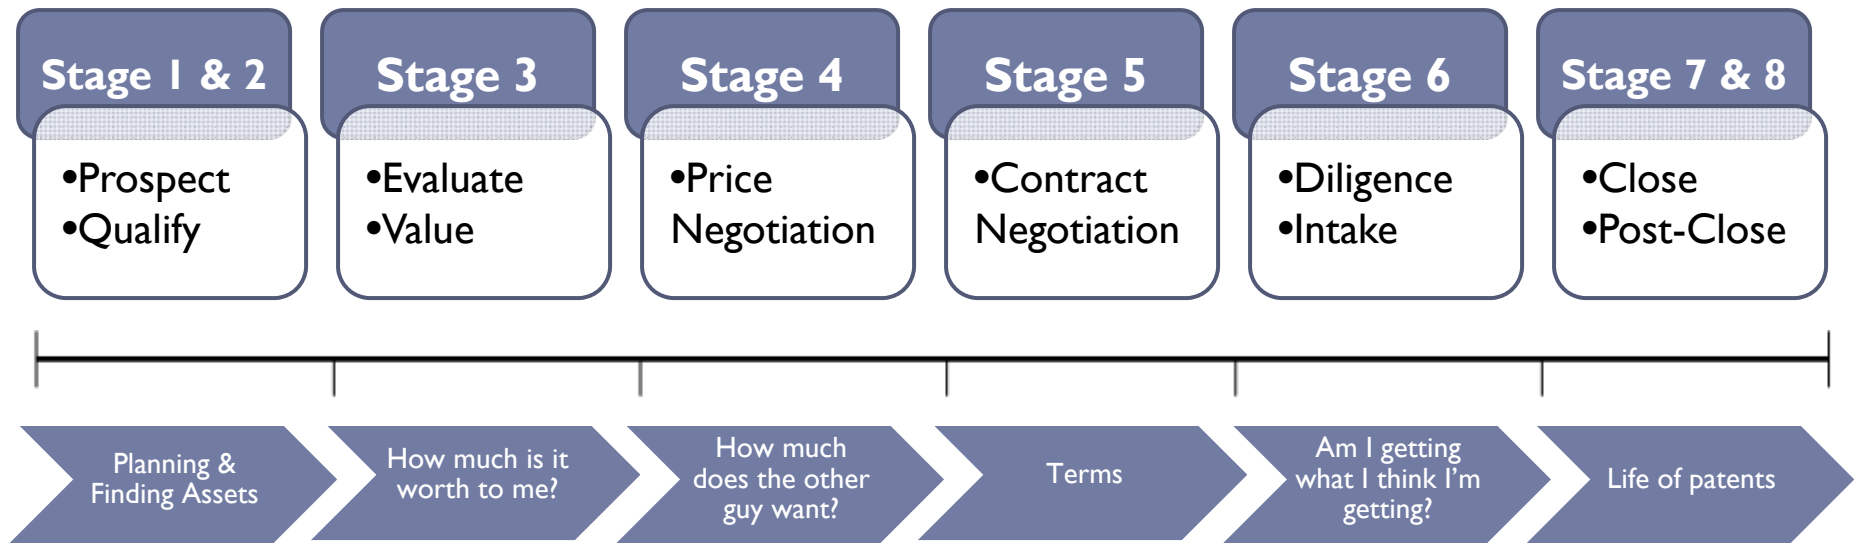 Stage 1 & 2
•Prospect
•Qualify
Stage 3
•Evaluate
•Value
Stage 4
•Price
Negotiation
Stage 5
•Contract
Negotiation
Stage 6
•Diligence
•Intake
Stage 7 & 8
•Close
•Post-Close
Planning &
Finding Assets
How much is it
worth to me?
How much
does the other
guy want?
Terms
Am I getting
what I think I'm
getting?
Life of patents